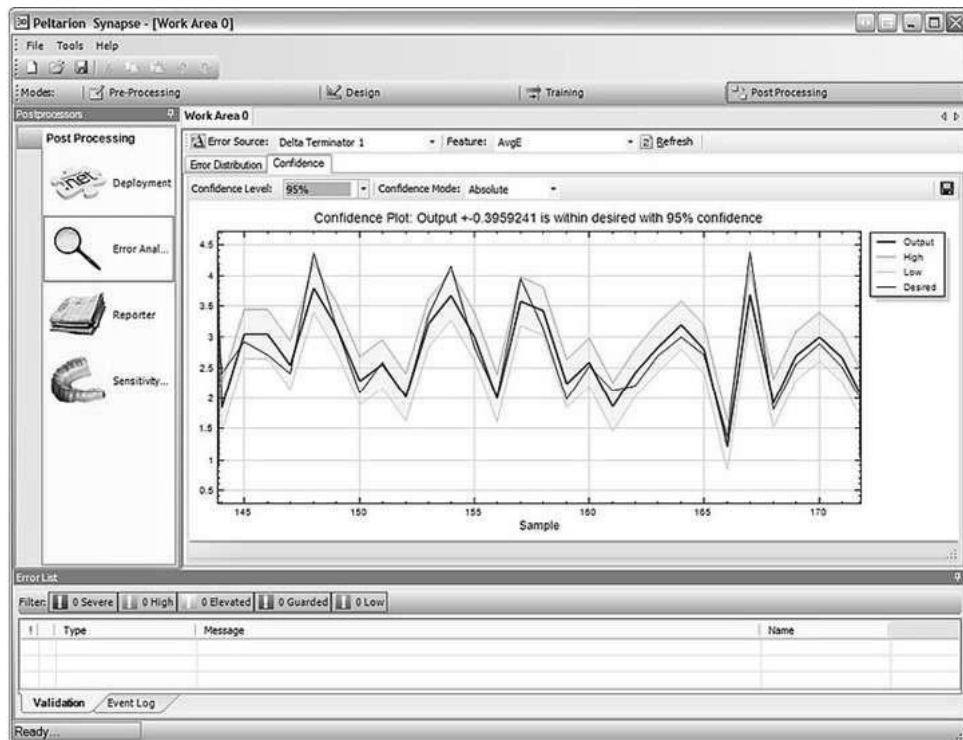 Peltarion Synapse - [Work Area 0]
File Tools Help
Modes: Pre-Processing Design Training Post Processing
Postprocessors
Work Area 0
Post Processing
Error Source: Delta Terminator 1 Feature: AvgE Refresh
.net
Deployment
Error Distribution Confidence
Confidence Level: 95% Confidence Mode: Absolute
Error Anal...
Reporter
Sensitivity...
Confidence Plot: Output +-0.3959241 is within desired with 95% confidence
4.5
4
3.5
3
2.5
2
1.5
1
0.5
145 150 155 160 165 170
Sample
Output
High
Low
Desired
Error List
Filter: 0 Severe 0 High 0 Elevated 0 Guarded 0 Low
! Type Message Name
Validation Event Log
Ready...